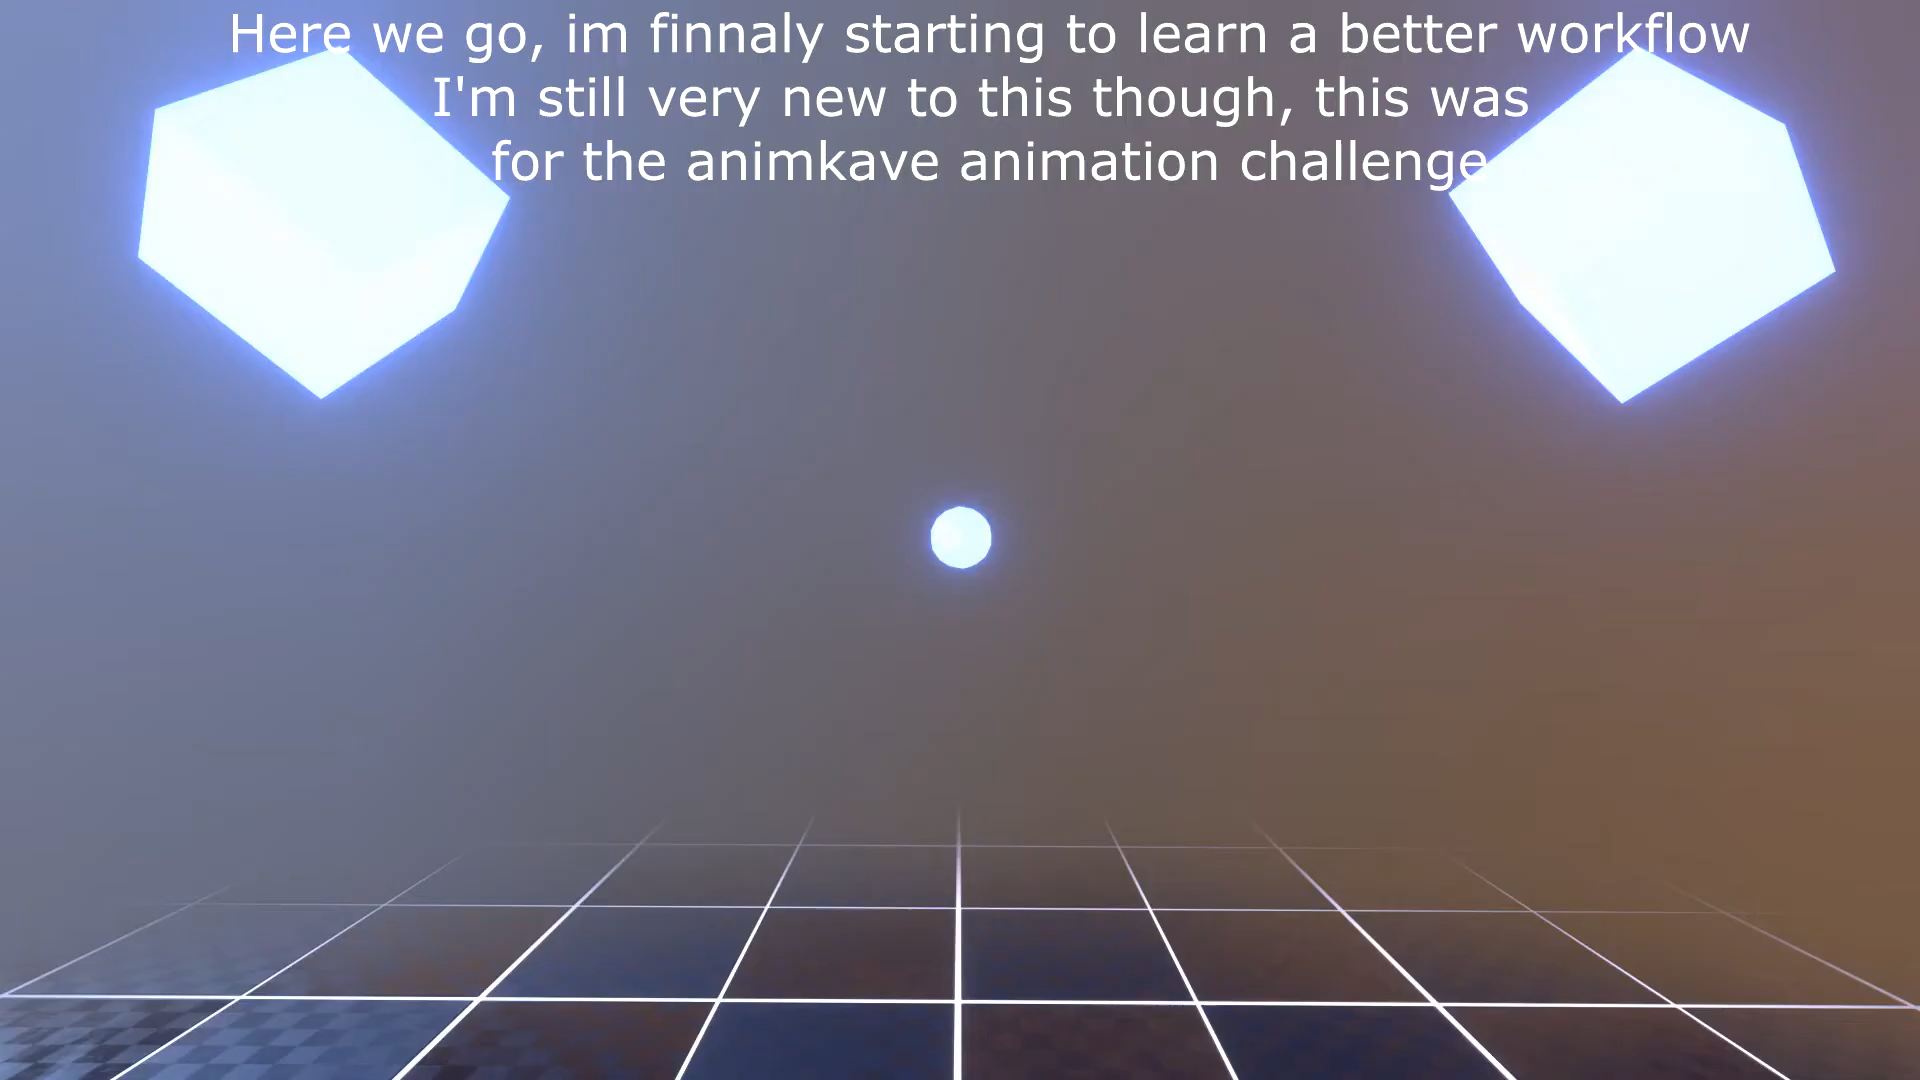 Here we go, im finnaly starting to learn a better workflow
I'm still very new to this though, this was
for the animkave animation challenge